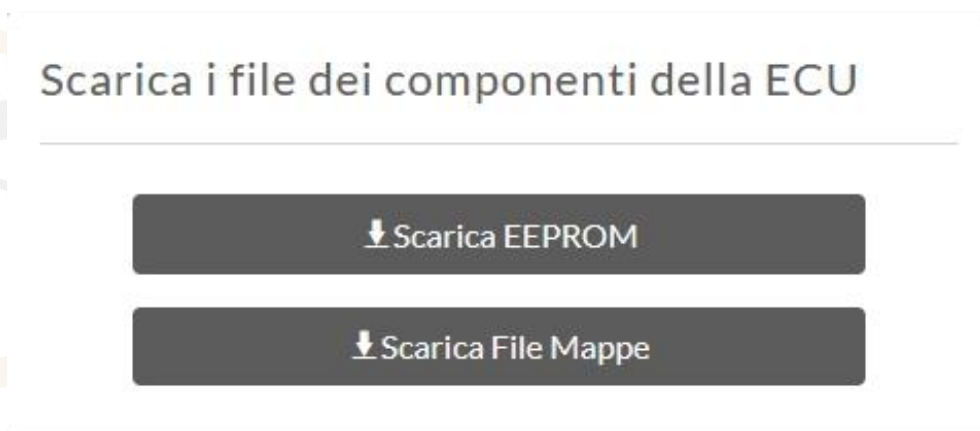 Scarica i file dei componenti della ECU
Scarica EEPROM
Scarica File Mappe